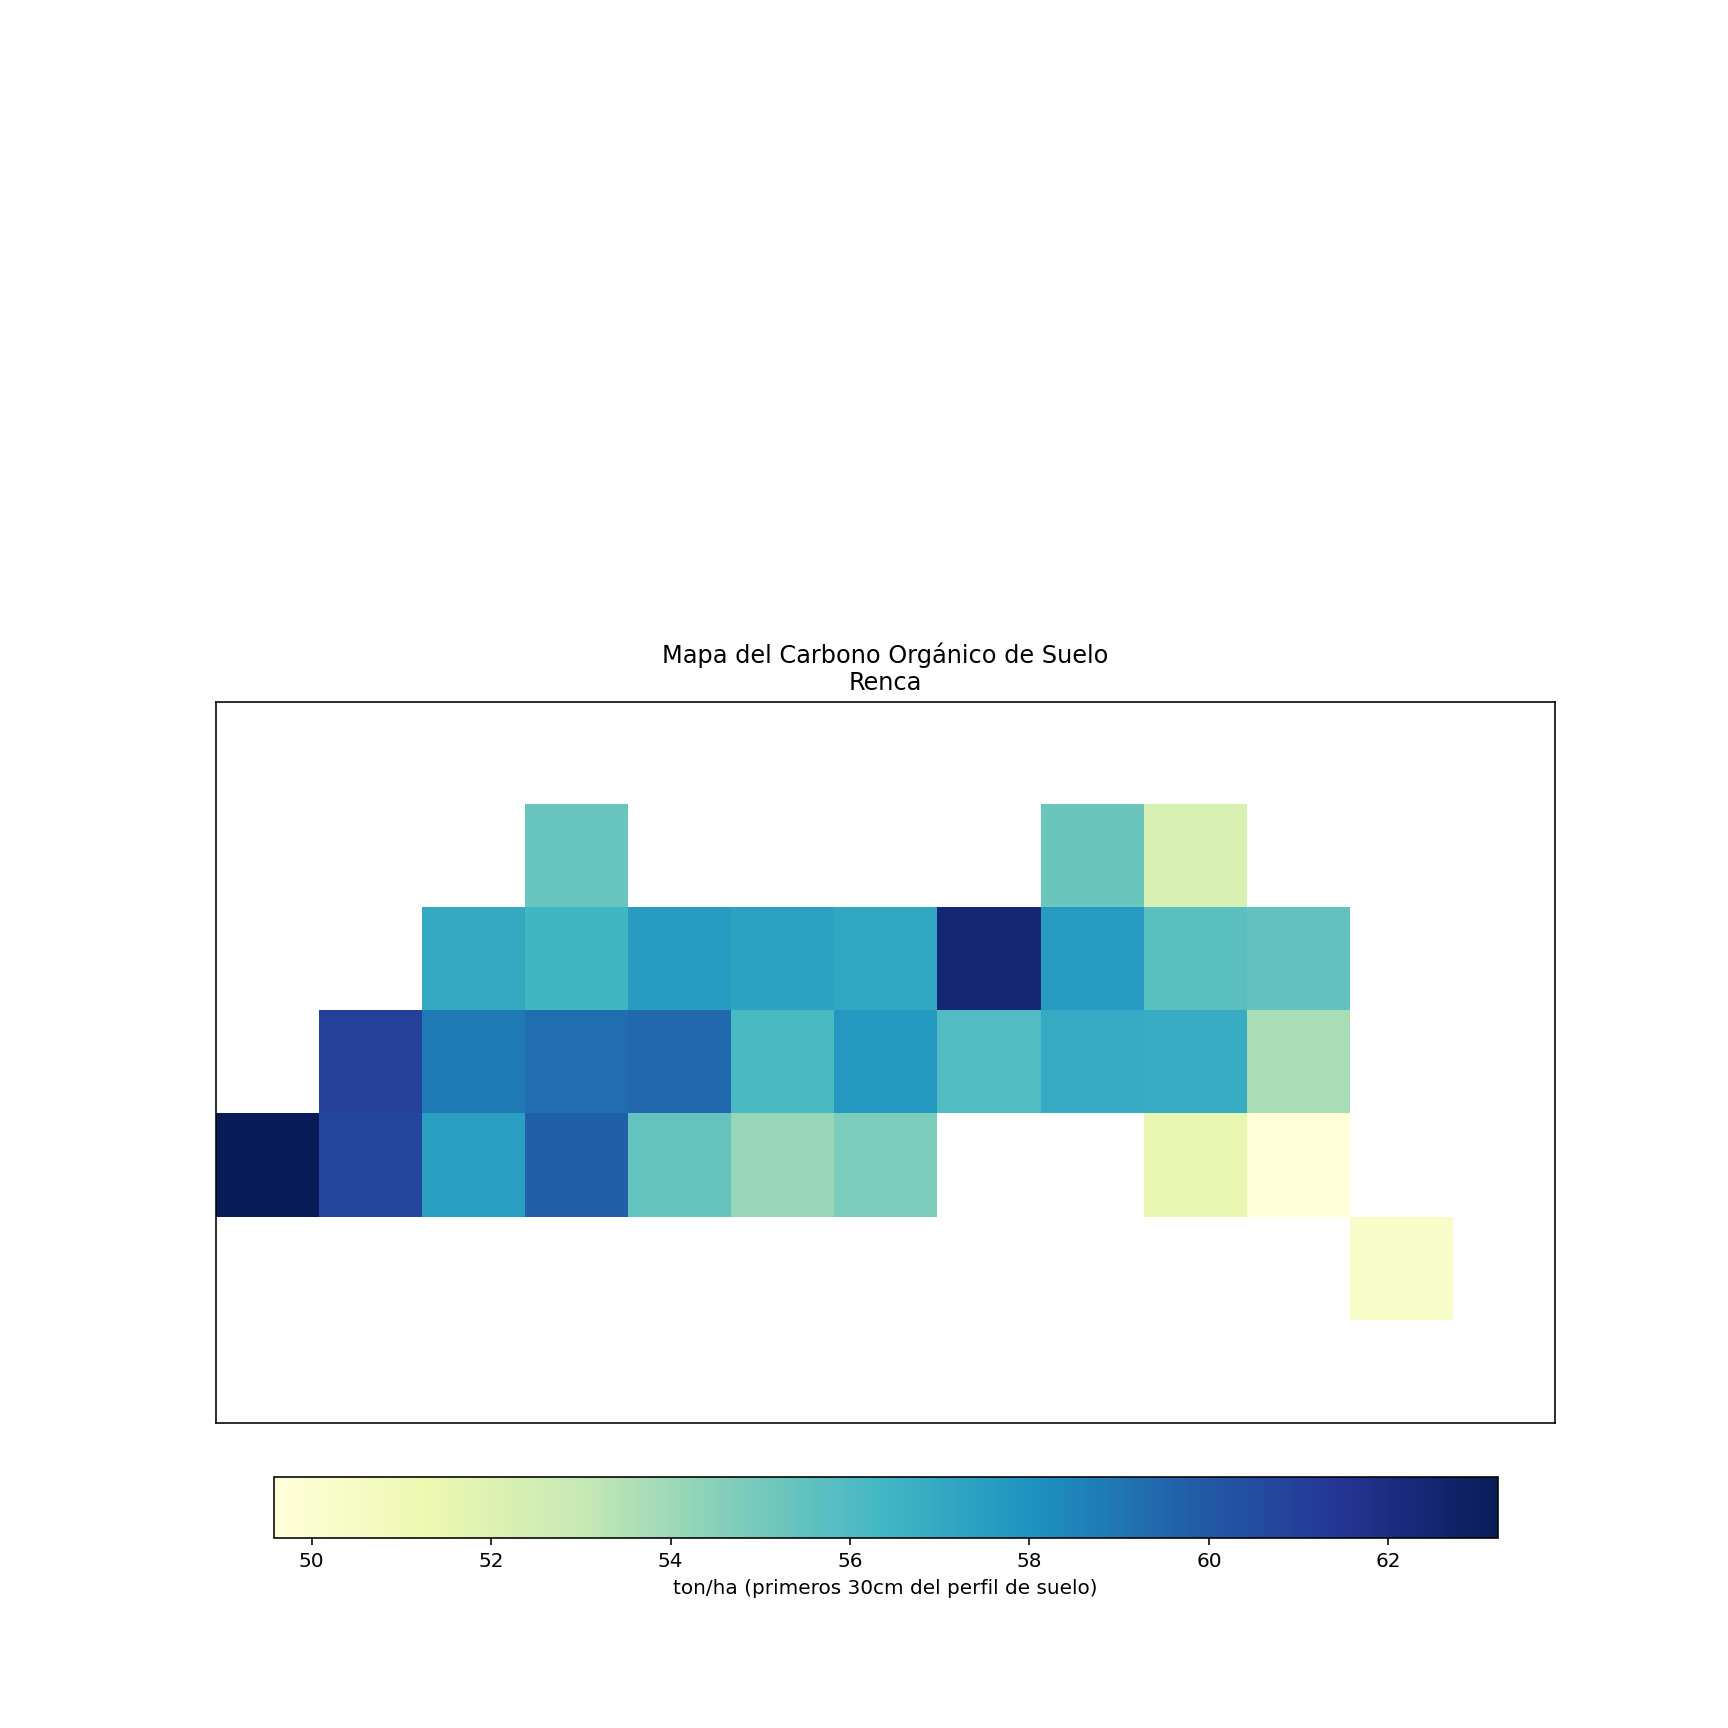 Mapa del Carbono Orgánico de Suelo
Renca
50 52 54 56 58 60 62
ton/ha (primeros 30cm del perfil de suelo)